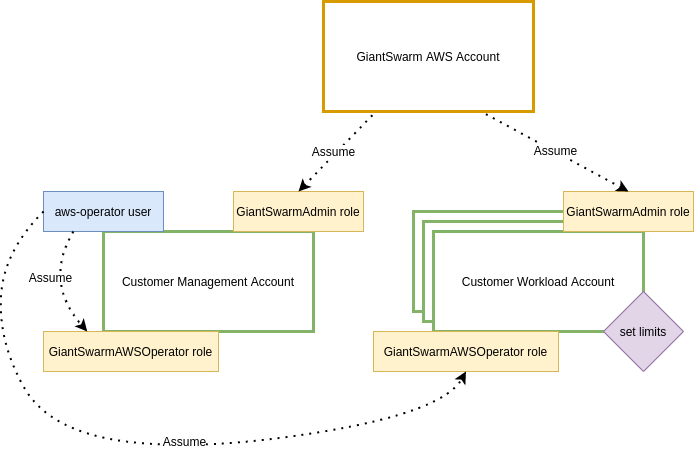 GiantSwarm AWS Account
Assume
Assume
aws-operator user
GiantSwarmAdmin role
GiantSwarmAdmin role
Assume
Customer Management Account
Customer Workload Account
set limits
GiantSwarmAWSOperator role
GiantSwarmAWSOperator role
Assume